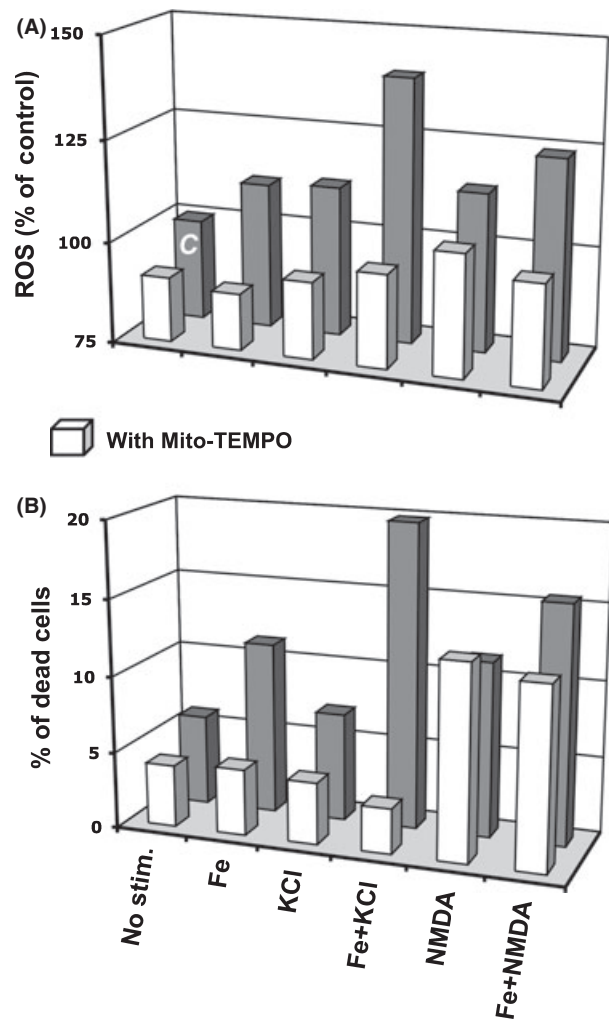 (A)
150
125
100
75
ROS (% of control)
C
With Mito-TEMPO
(B)
20
15
10
5
0
% of dead cells
No stim.
Fe
KCl
Fe+KCl
NMDA
Fe+NMDA